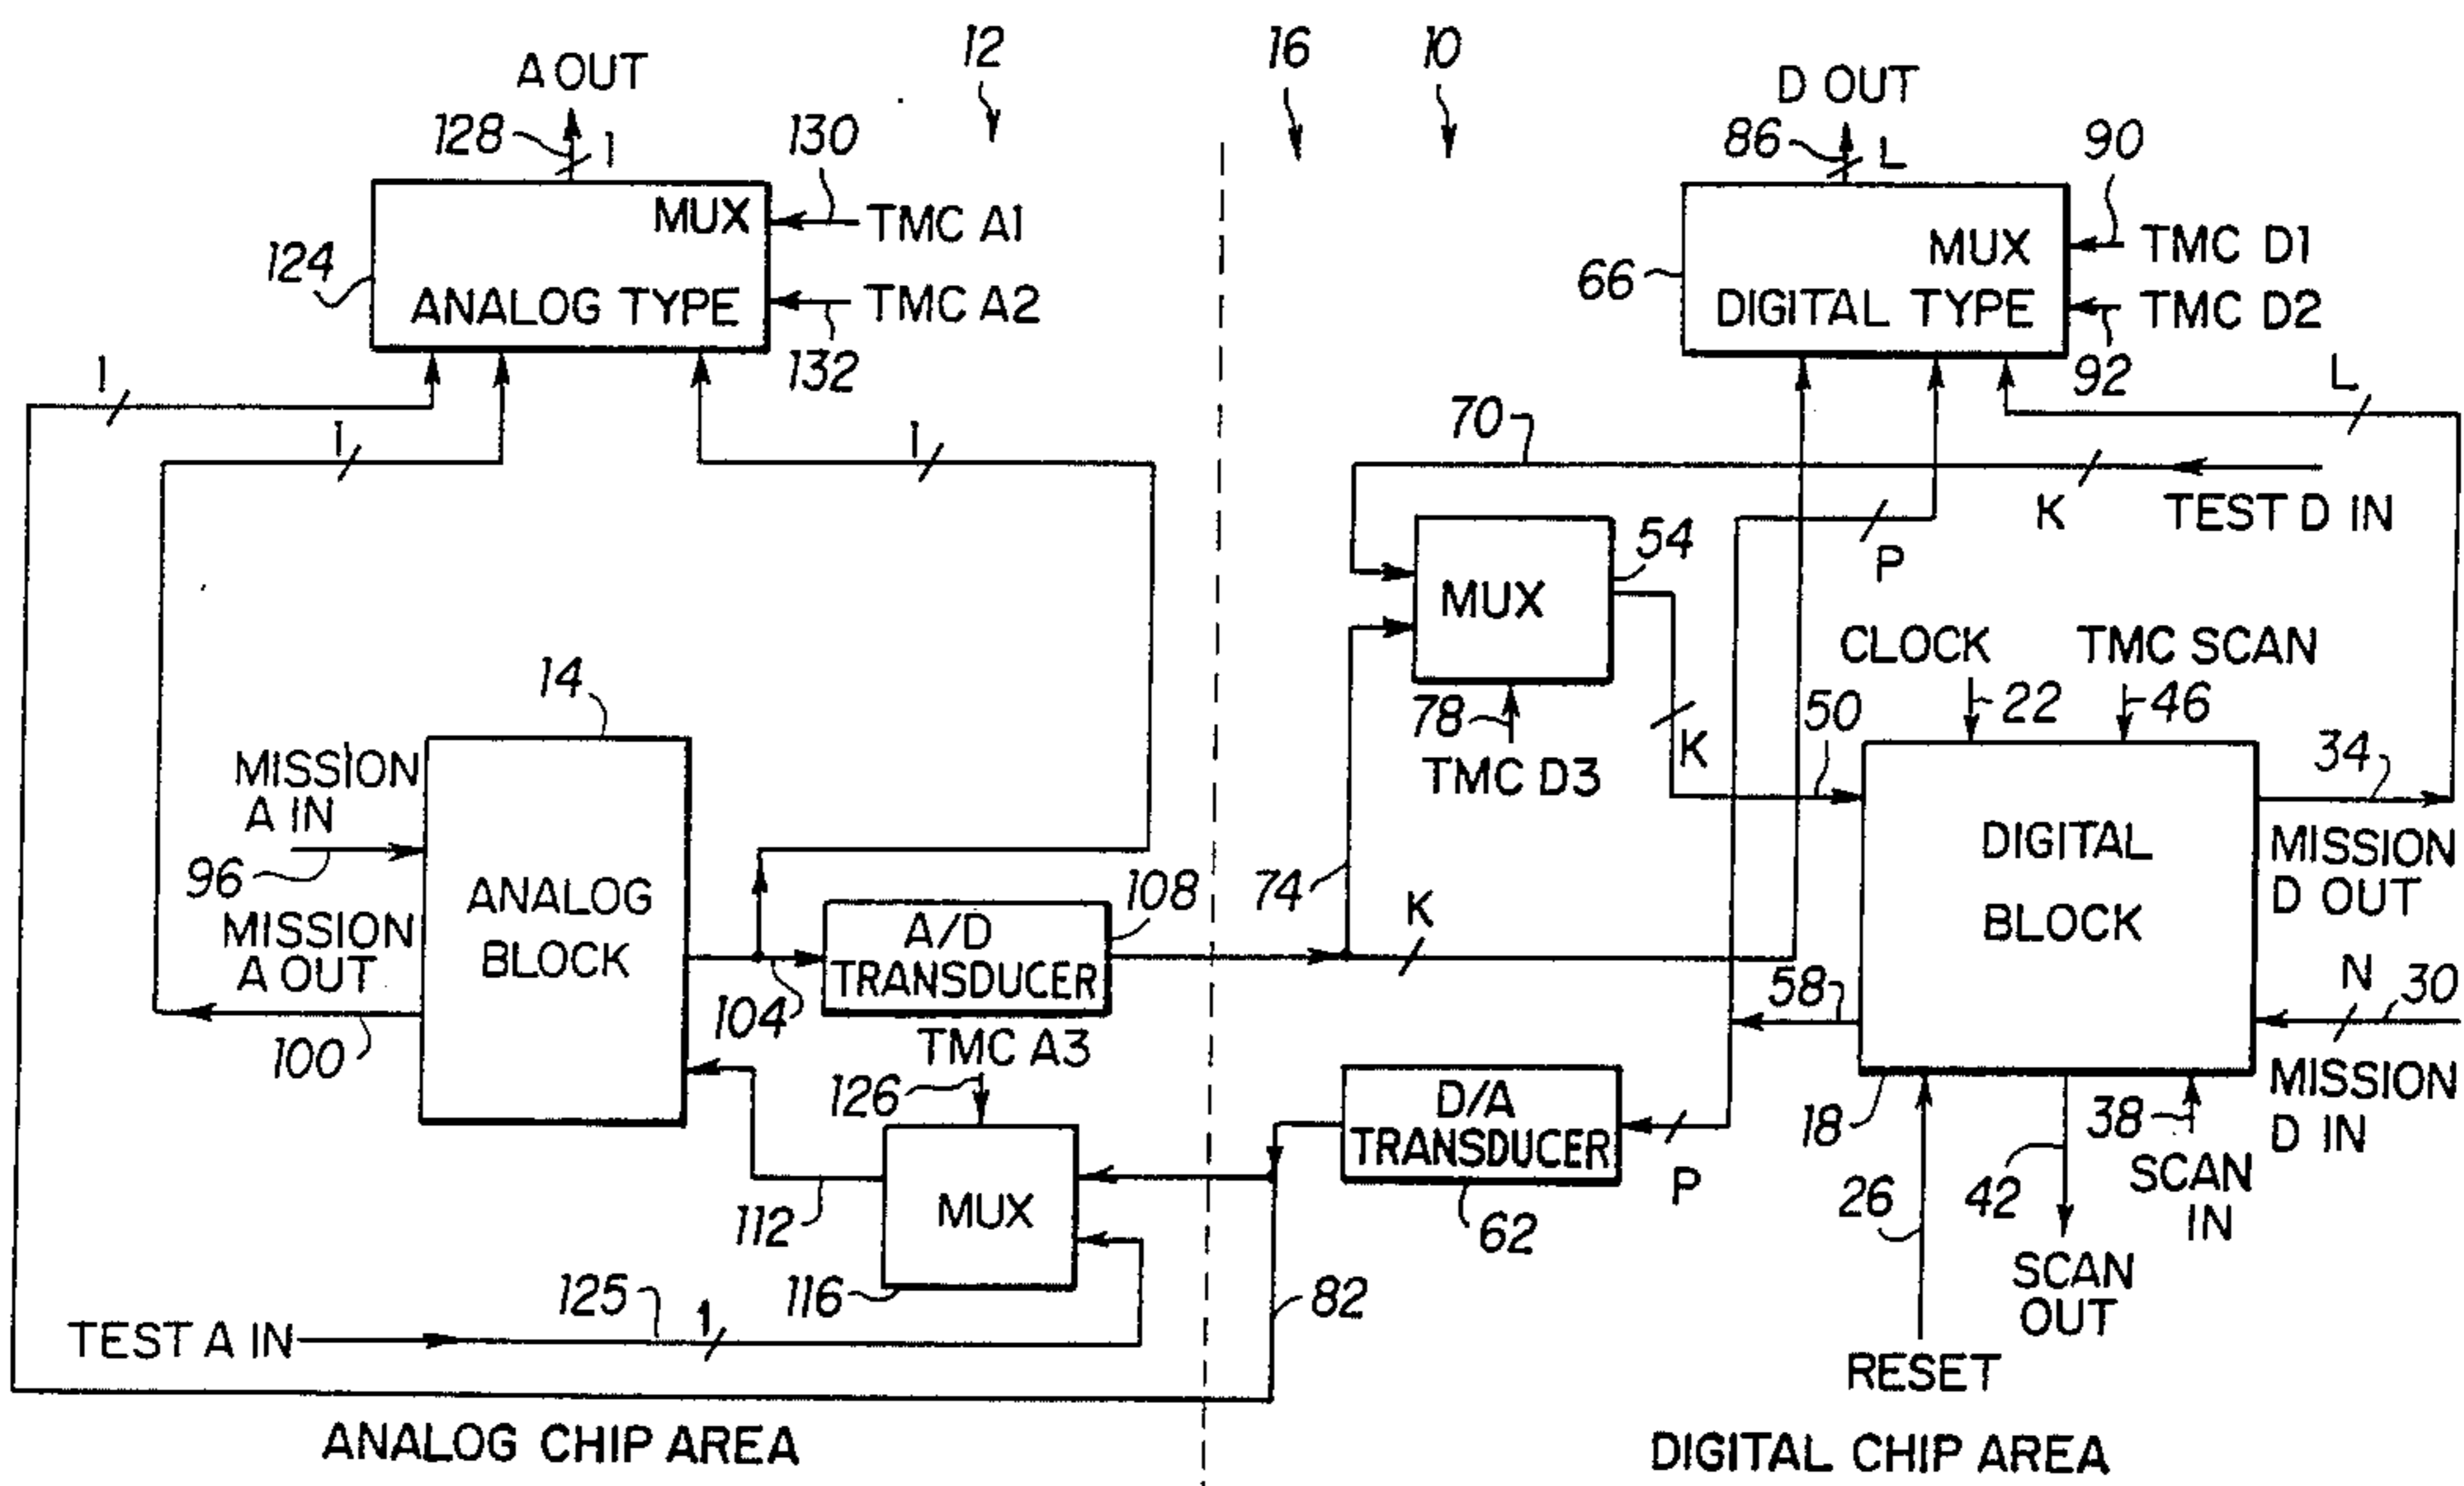 12
16
10
A OUT
128
1
130
TMC A1
MUX
124
ANALOG TYPE
TMC A2
132
1
1
1
D OUT
86
L
90
TMC D1
66
MUX
DIGITAL TYPE
TMC D2
92
L
70
K
TEST D IN
P
54
MUX
78
TMC D3
K
50
CLOCK
TMC SCAN
22
46
34
14
MISSION
A IN
96
MISSION
A OUT
100
ANALOG
BLOCK
104
A/D
TRANSDUCER
108
74
K
DIGITAL
BLOCK
MISSION
D OUT
N
30
MISSION
D IN
58
18
TMC A3
126
MUX
112
116
D/A
TRANSDUCER
62
P
26
42
38
SCAN
IN
SCAN
OUT
RESET
125
1
TEST A IN
82
ANALOG CHIP AREA
DIGITAL CHIP AREA